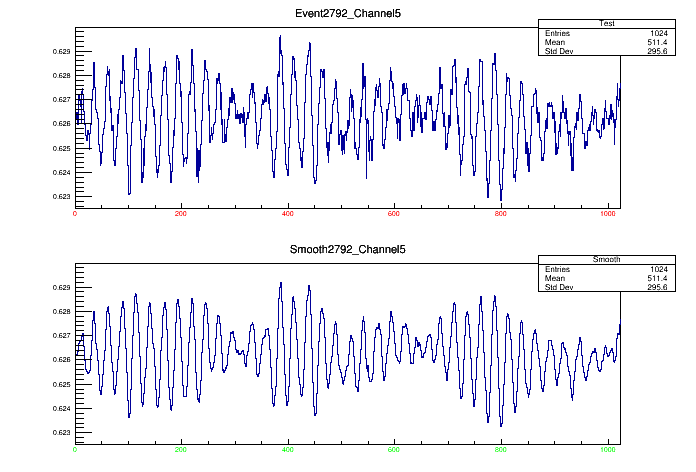 Event2792_Channel5
Test
Entries 1024
Mean 511.4
Std Dev 295.6
0.629
0.628
0.627
0.626
0.625
0.624
0.623
0 200 400 600 800 1000
Smooth2792_Channel5
Smooth
Entries 1024
Mean 511.4
Std Dev 295.6
0.629
0.628
0.627
0.626
0.625
0.624
0.623
0 200 400 600 800 1000